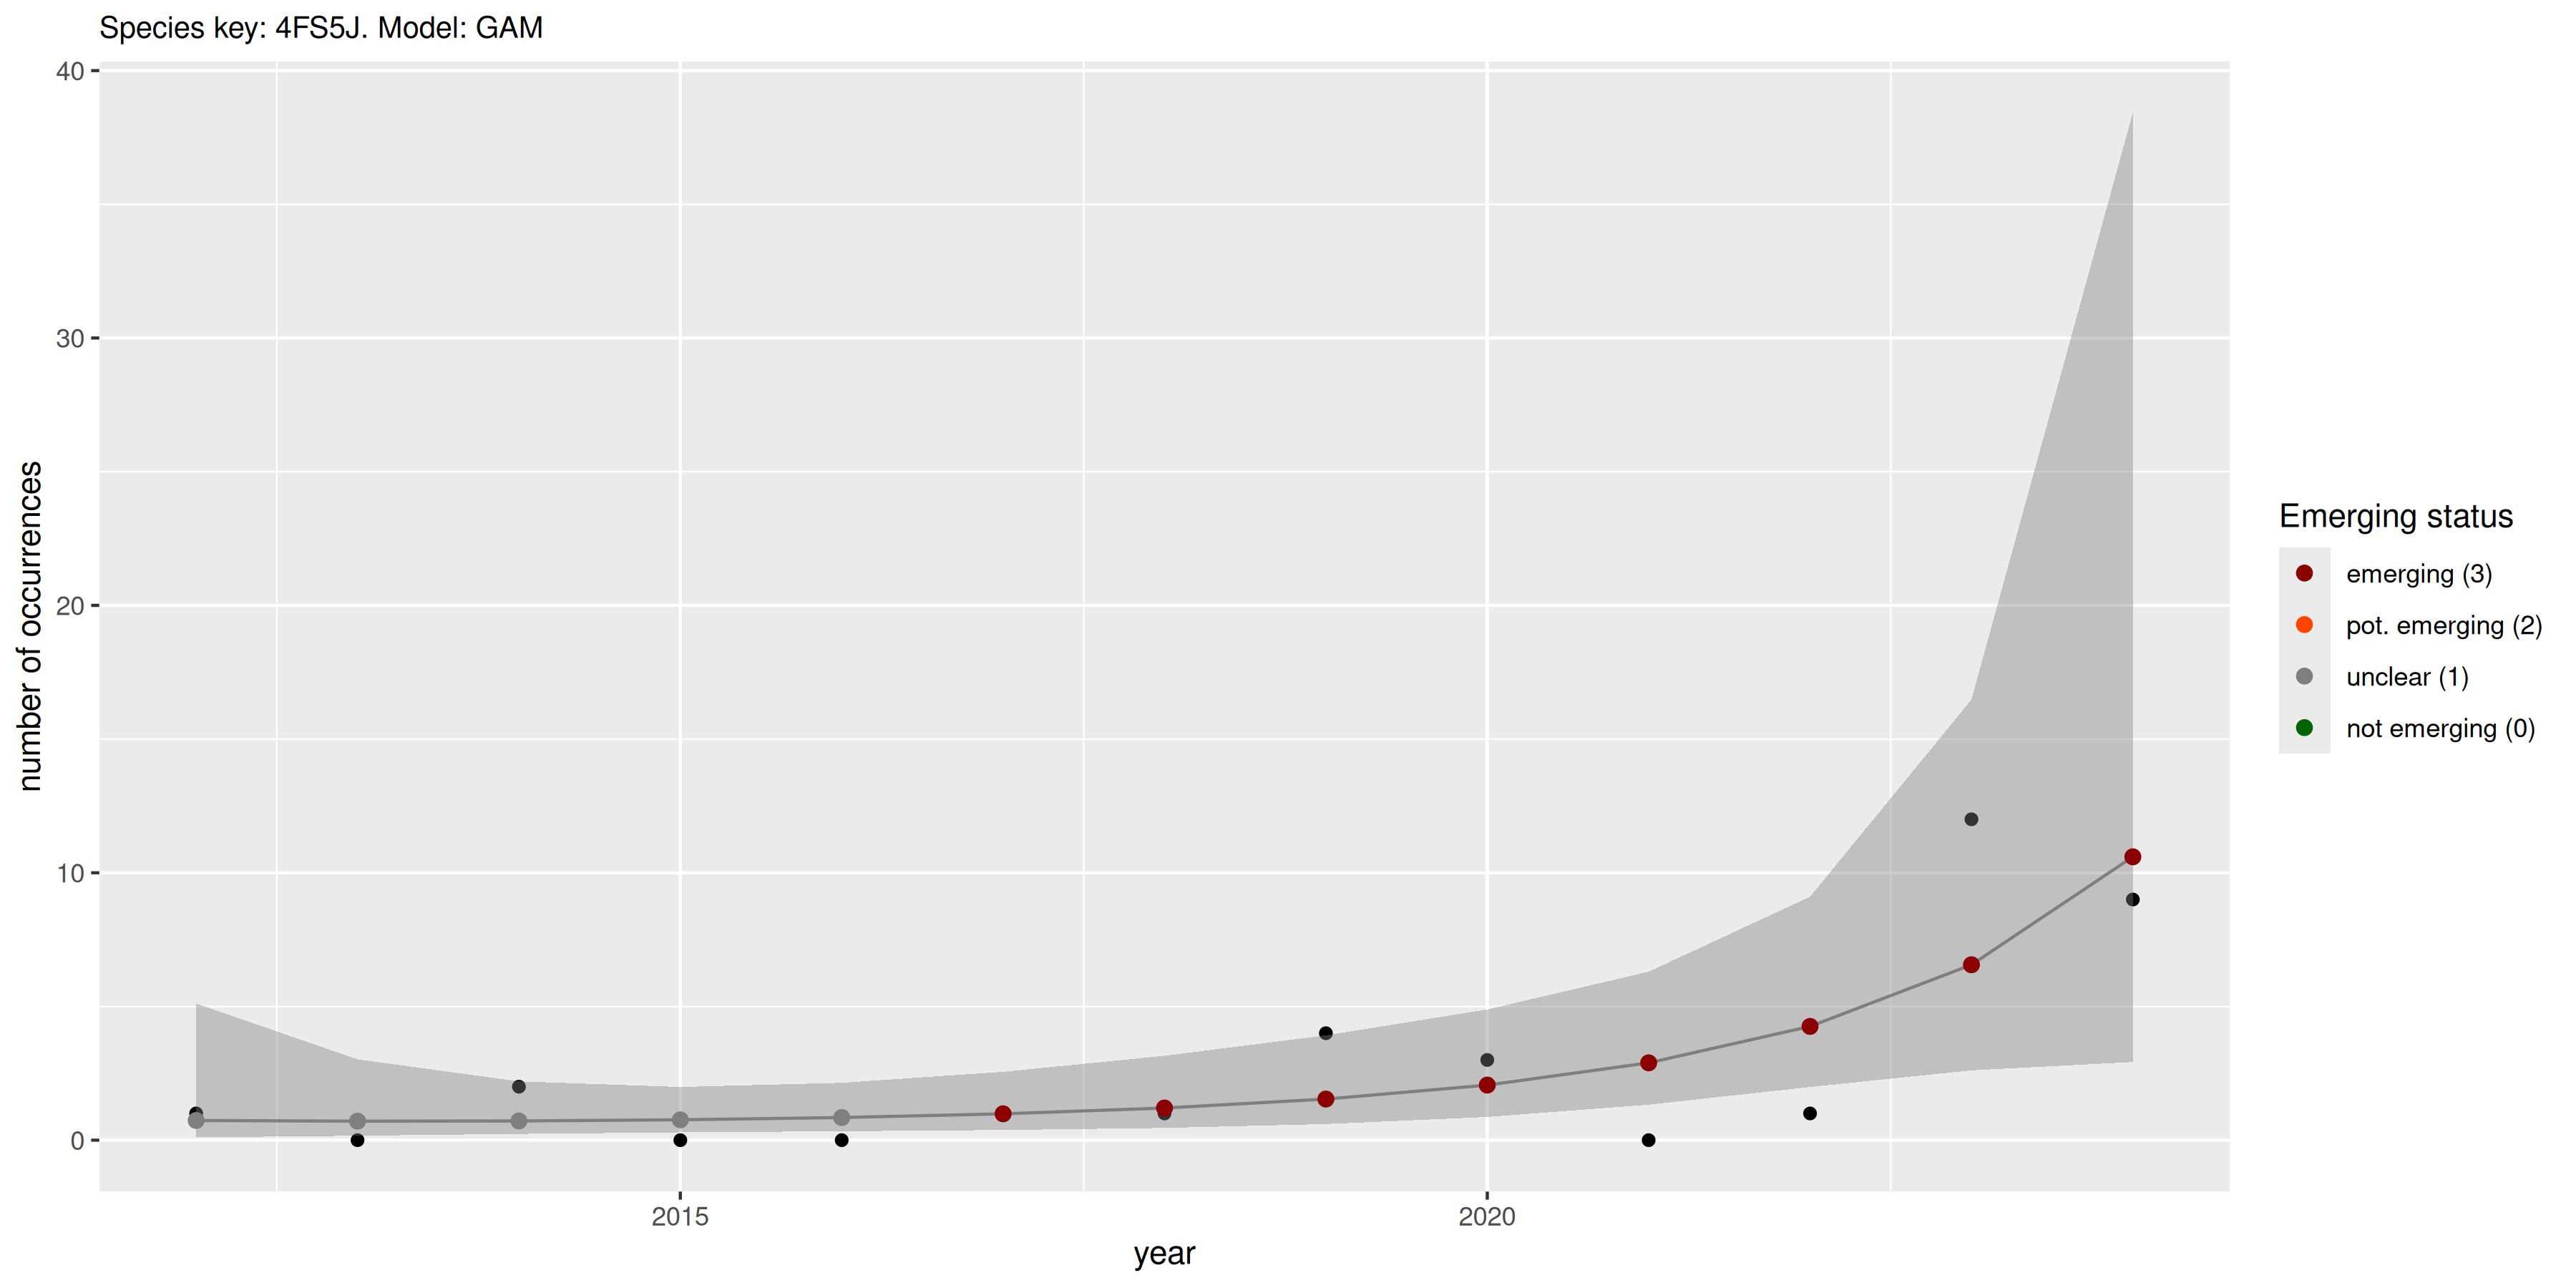 Species key: 4FS5J. Model: GAM
40
30
20
10
0
number of occurrences
2015
2020
year
Emerging status
emerging (3)
pot. emerging (2)
unclear (1)
not emerging (0)